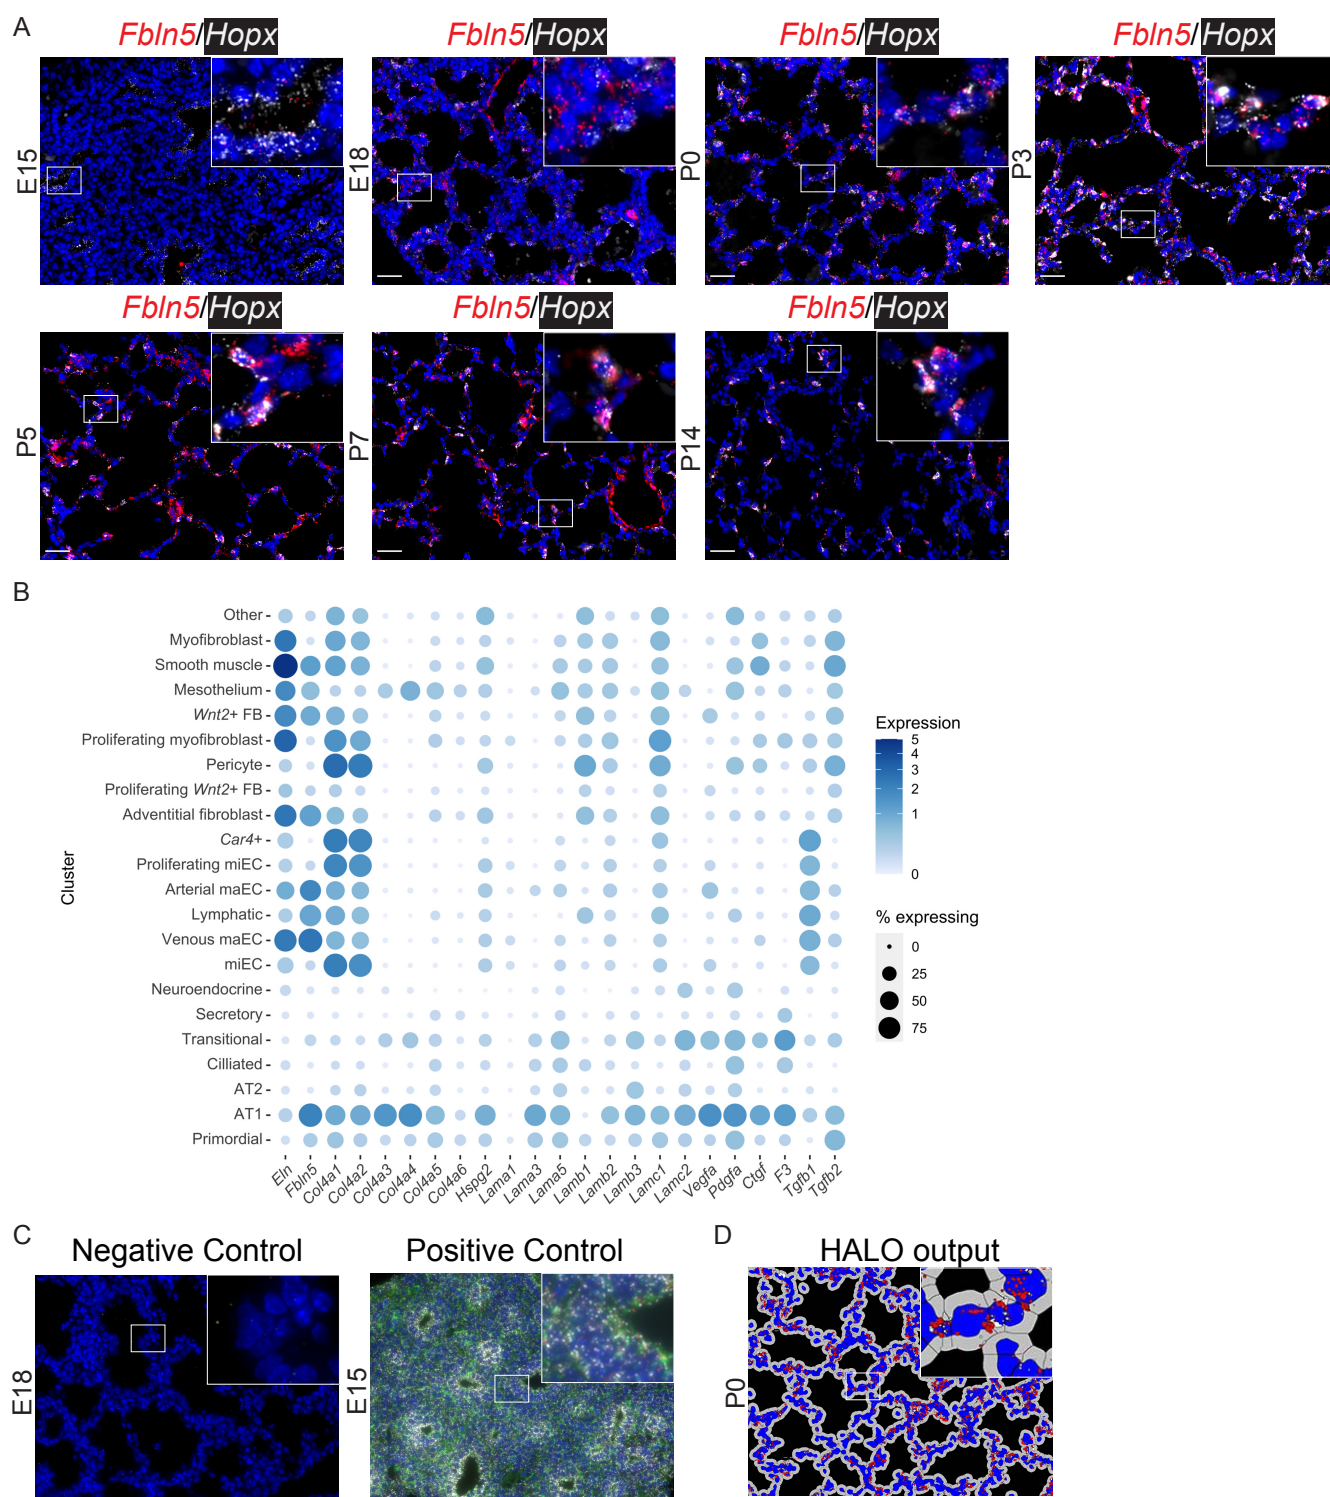 A
Fbln5/Hopx
Fbln5/Hopx
Fbln5/Hopx
Fbln5/Hopx
E15
E18
P0
P3
Fbln5/Hopx
Fbln5/Hopx
Fbln5/Hopx
P5
P7
P14
B
Cluster
Other
Myofibroblast
Smooth muscle
Mesothelium
Wnt2+ FB
Proliferating myofibroblast
Pericyte
Proliferating Wnt2+ FB
Adventitial fibroblast
Car4+
Proliferating miEC
Arterial maEC
Lymphatic
Venous maEC
miEC
Neuroendocrine
Secretory
Transitional
Cilliated
AT2
AT1
Primordial
Eln
Fbln5
Col4a1
Col4a2
Col4a3
Col4a4
Col4a5
Col4a6
Hspg2
Lama1
Lama3
Lama5
Lamb1
Lamb2
Lamb3
Lamc1
Lamc2
Vegfa
Pdgfa
Ctgf
F3
Tgfb1
Tgfb2
Expression
5
4
3
2
1
0
% expressing
0
25
50
75
C
Negative Control
Positive Control
E18
E15
D
HALO output
P0